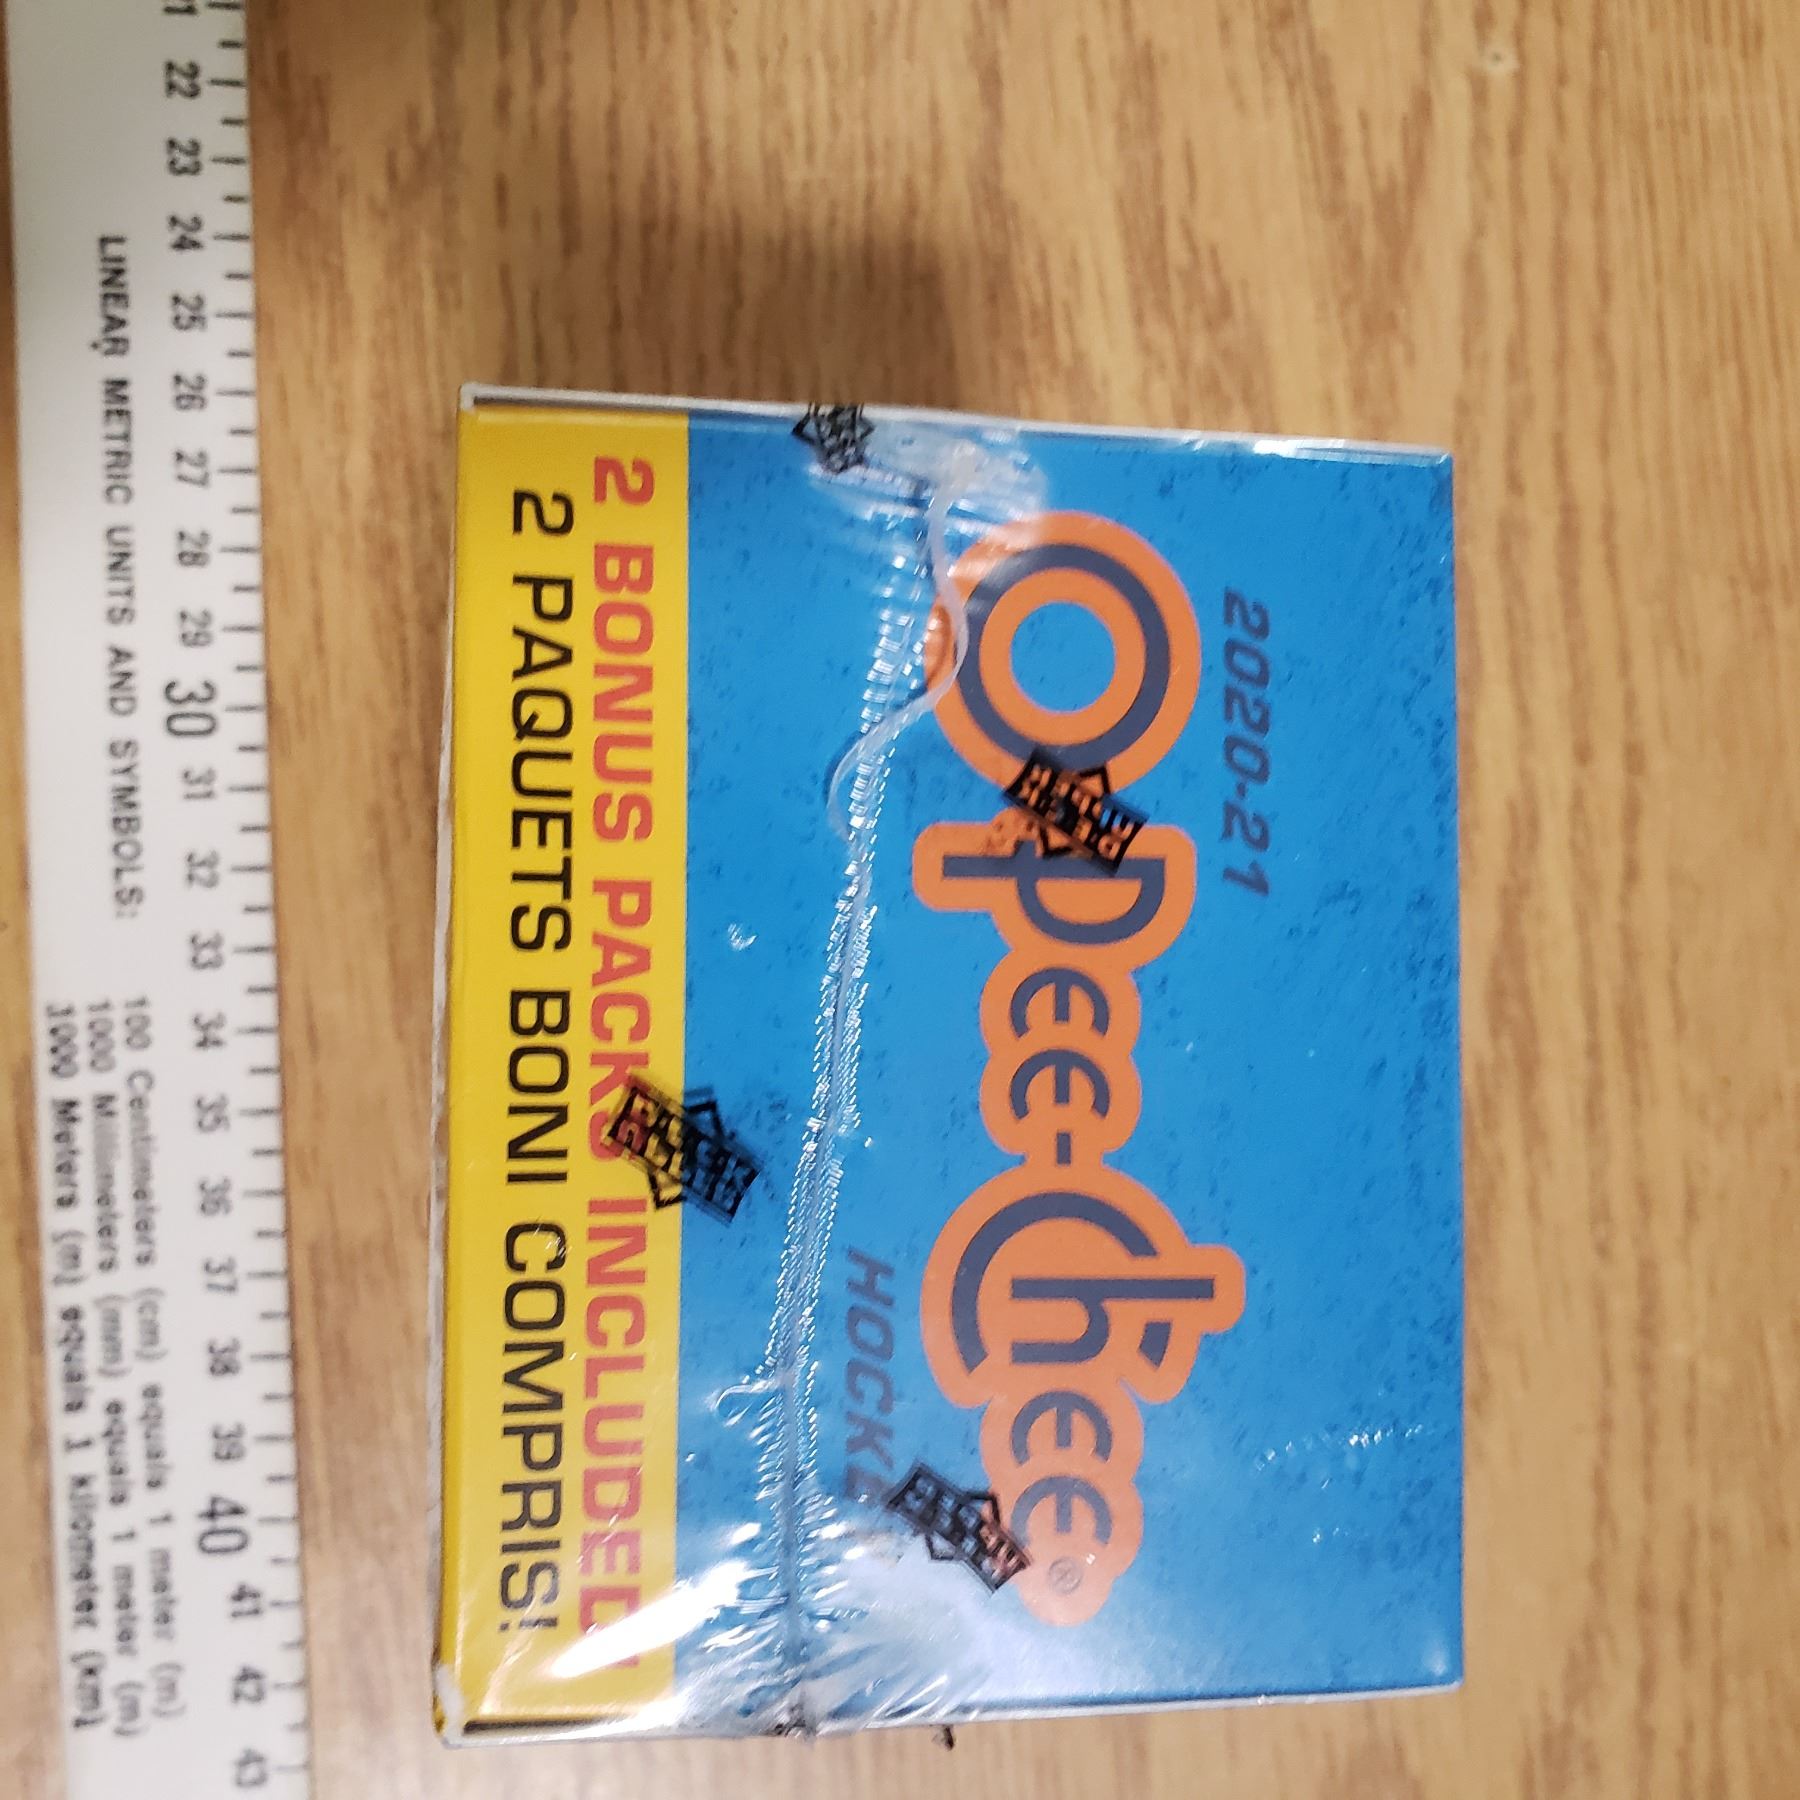 2020-21
O-Pee-Chee®
HOCKEY
2 BONUS PACKS INCLUDED!
2 PAQUETS BONI COMPRIS!
21 22 23 24 25 26 27 28 29 30 31 32 33 34 35 36 37 38 39 40 41 42 43
LINEAR METRIC UNITS AND SYMBOLS:
100 Centimeters (cm) equals 1 meter (m)
1000 Millimeters (mm) equals 1 meter (m)
1000 Meters (m) equals 1 kilometer (km)